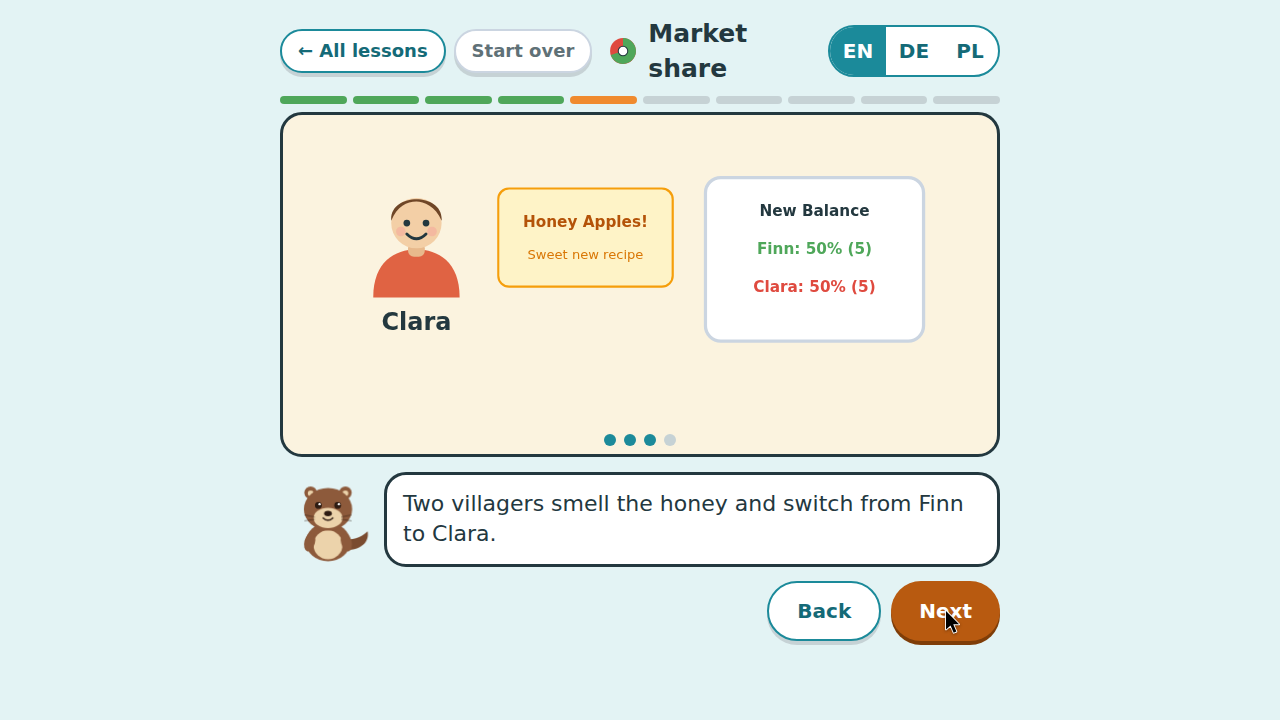 ← All lessons
Start over
Market
share
EN
DE
PL
Clara
Honey Apples!
Sweet new recipe
New Balance
Finn: 50% (5)
Clara: 50% (5)
Two villagers smell the honey and switch from Finn
to Clara.
Back
Next